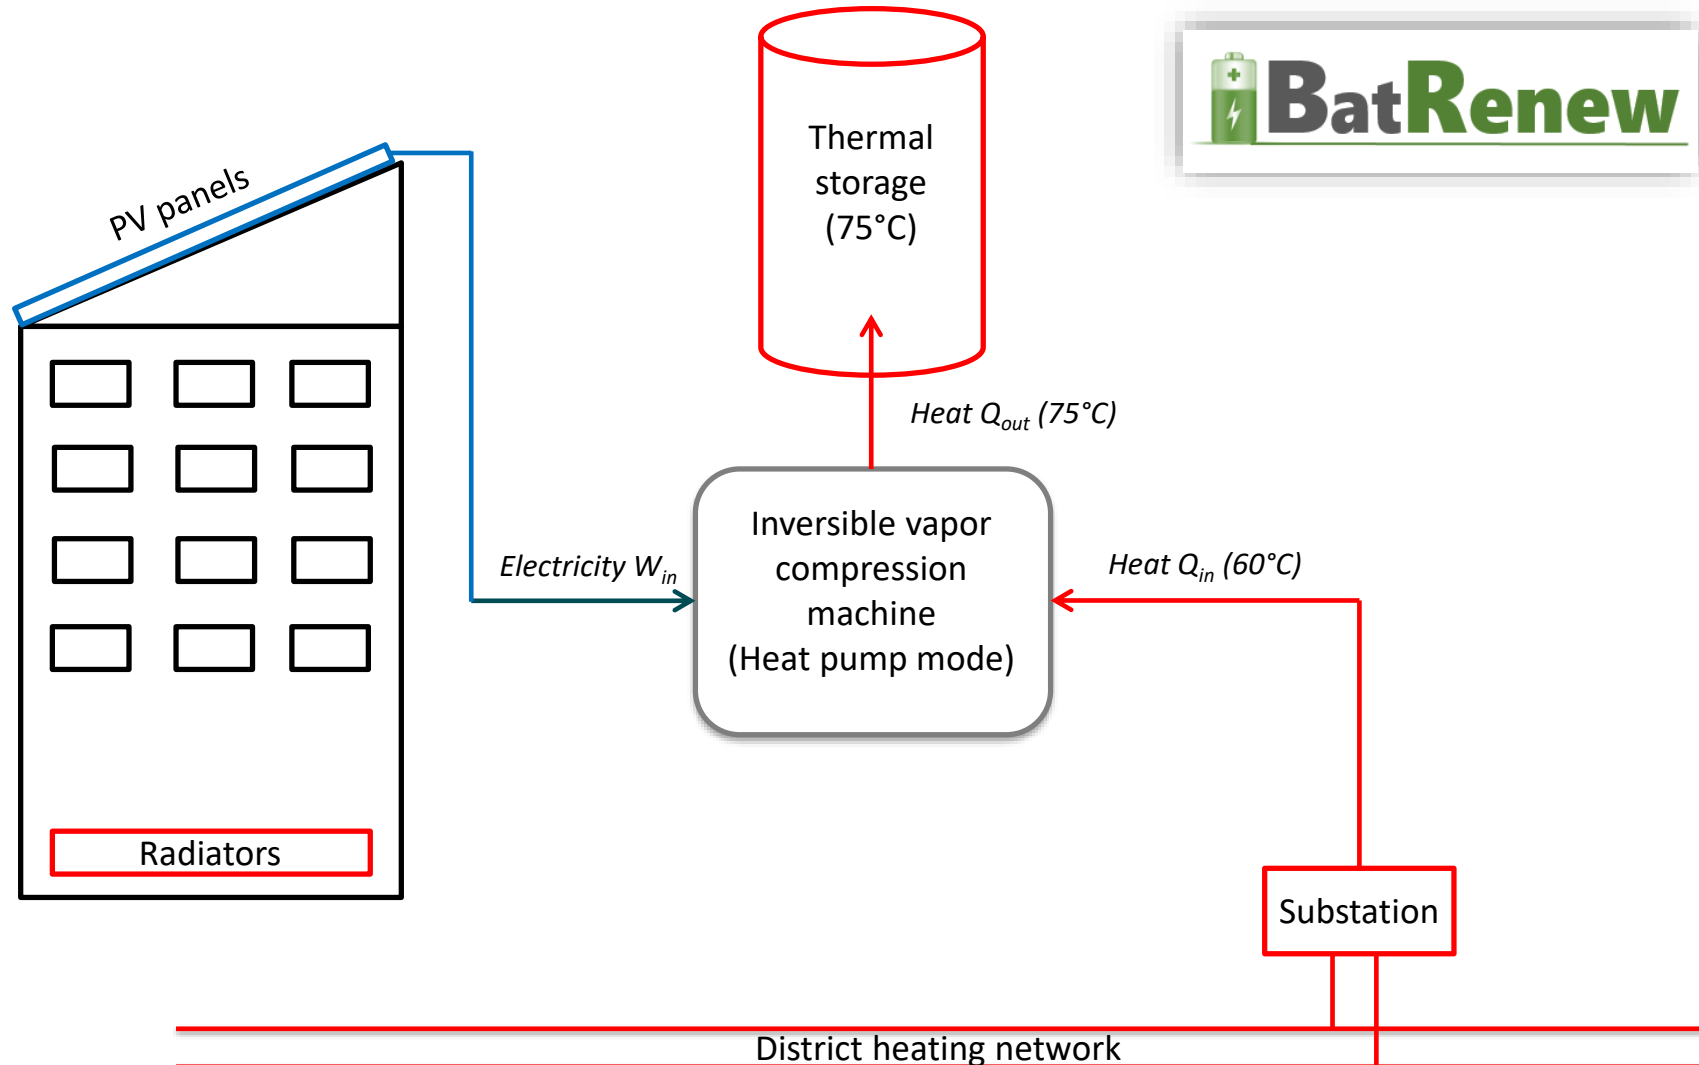 BatRenew
Thermal
storage
(75°C)
PV panels
Heat Qout (75°C)
Inversible vapor
compression
machine
(Heat pump mode)
Electricity Win
Heat Qin (60°C)
Radiators
Substation
District heating network